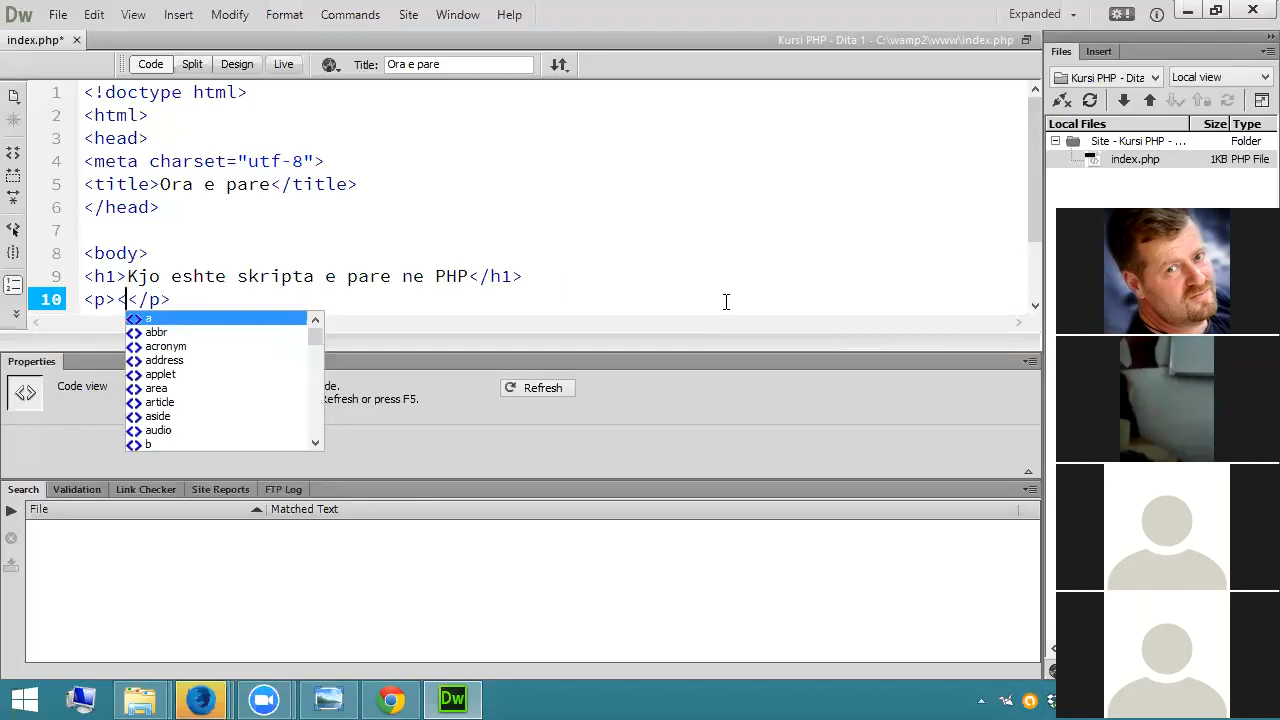 Dw File Edit View Insert Modify Format Commands Site Window Help Expanded
index.php* Kursi PHP - Dita 1 - C:\wamp2\www\index.php
Code Split Design Live Title: Ora e pare
1 <!doctype html>
2 <html>
3 <head>
4 <meta charset="utf-8">
5 <title>Ora e pare</title>
6 </head>
7
8 <body>
9 <h1>Kjo eshte skripta e pare ne PHP</h1>
10 <p><</p>
a
abbr
acronym
address
applet
area
article
aside
audio
b
Properties
Code view
de.
Refresh or press F5.
Refresh
Search Validation Link Checker Site Reports FTP Log
File Matched Text
Files Insert
Kursi PHP - Dita Local view
Local Files Size Type
Site - Kursi PHP - ... Folder
index.php 1KB PHP File
Dw